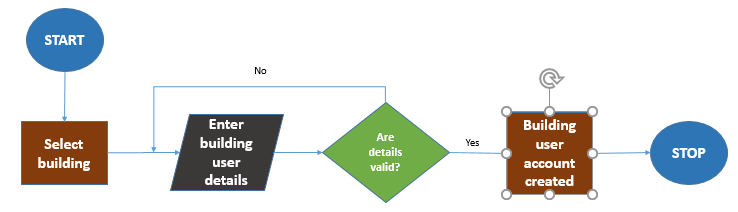 START
Select
building
No
Enter
building
user
details
Are
details
valid?
Yes
Building
user
account
created
STOP